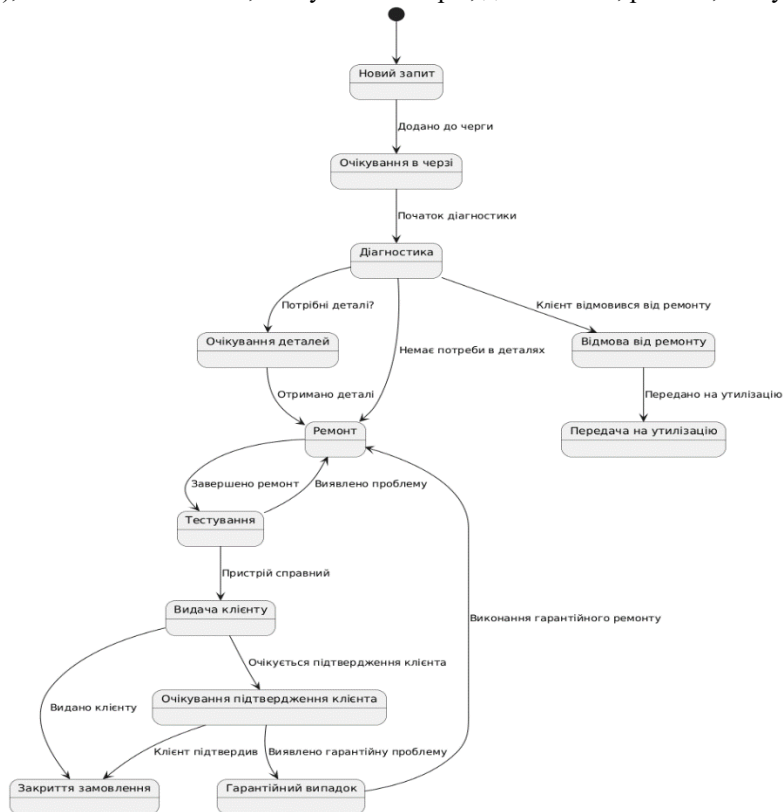 Новий запит
Додано до черги
Очікування в черзі
Початок діагностики
Діагностика
Потрібні деталі?
Клієнт відмовився від ремонту
Очікування деталей
Немає потреби в деталях
Відмова від ремонту
Отримано деталі
Передано на утилізацію
Ремонт
Передача на утилізацію
Завершено ремонт
Виявлено проблему
Тестування
Пристрій справний
Видача клієнту
Виконання гарантійного ремонту
Очікується підтвердження клієнта
Очікування підтвердження клієнта
Видано клієнту
Клієнт підтвердив
Виявлено гарантійну проблему
Закриття замовлення
Гарантійний випадок